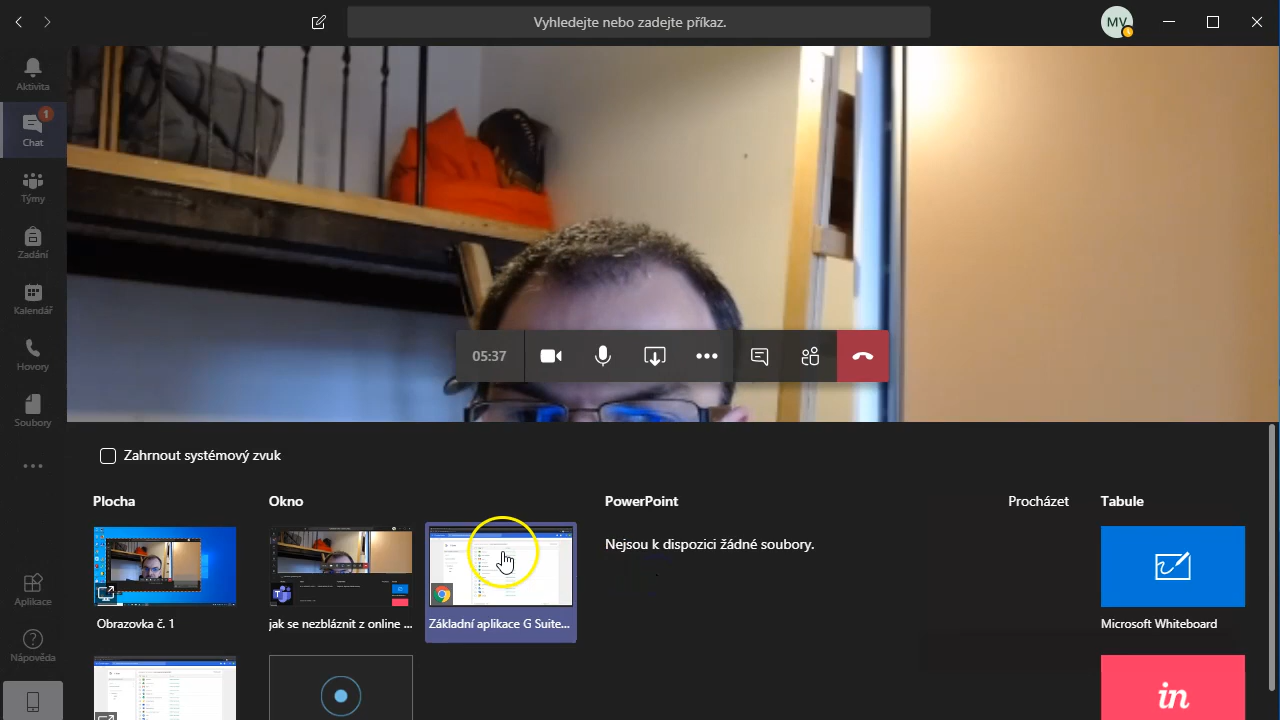 Vyhledejte nebo zadejte příkaz.
MV
Aktivita
1
Chat
Týmy
Zadání
Kalendář
Hovory
Soubory
Aplikace
Nápověda
05:37
Zahrnout systémový zvuk
Plocha
Okno
PowerPoint
Procházet
Tabule
Nejsou k dispozici žádné soubory.
Obrazovka č. 1
jak se nezbláznit z online ...
Základní aplikace G Suite...
Microsoft Whiteboard
in